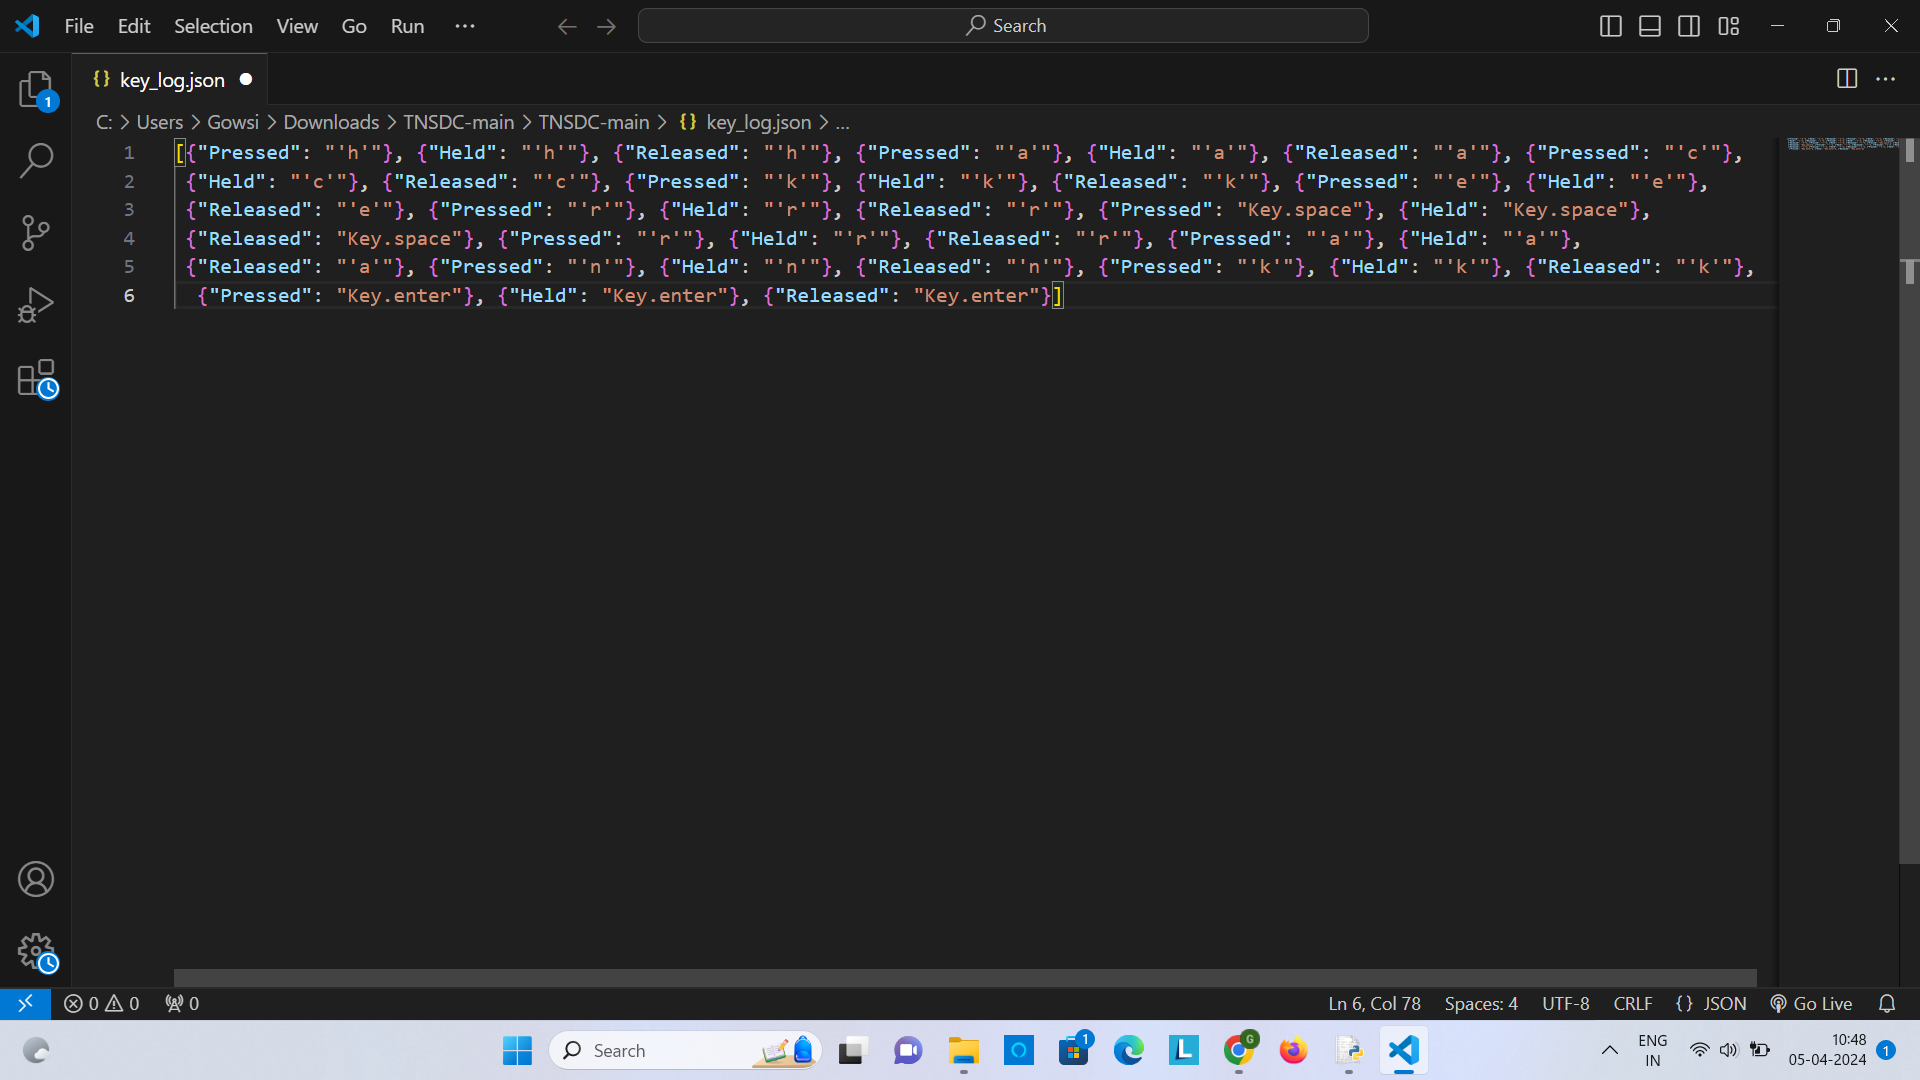 File Edit Selection View Go Run ··· Search
{} key_log.json
C: > Users > Gowsi > Downloads > TNSDC-main > TNSDC-main > {} key_log.json > ...
1 [{"Pressed": "'h'"}, {"Held": "'h'"}, {"Released": "'h'"}, {"Pressed": "'a'"}, {"Held": "'a'"}, {"Released": "'a'"}, {"Pressed": "'c'"},
2 {"Held": "'c'"}, {"Released": "'c'"}, {"Pressed": "'k'"}, {"Held": "'k'"}, {"Released": "'k'"}, {"Pressed": "'e'"}, {"Held": "'e'"},
3 {"Released": "'e'"}, {"Pressed": "'r'"}, {"Held": "'r'"}, {"Released": "'r'"}, {"Pressed": "Key.space"}, {"Held": "Key.space"},
4 {"Released": "Key.space"}, {"Pressed": "'r'"}, {"Held": "'r'"}, {"Released": "'r'"}, {"Pressed": "'a'"}, {"Held": "'a'"},
5 {"Released": "'a'"}, {"Pressed": "'n'"}, {"Held": "'n'"}, {"Released": "'n'"}, {"Pressed": "'k'"}, {"Held": "'k'"}, {"Released": "'k'"},
6 {"Pressed": "Key.enter"}, {"Held": "Key.enter"}, {"Released": "Key.enter"}]
1
0 0 0 Ln 6, Col 78 Spaces: 4 UTF-8 CRLF {} JSON Go Live
Search 1 G L ENG 10:48 1
IN 05-04-2024